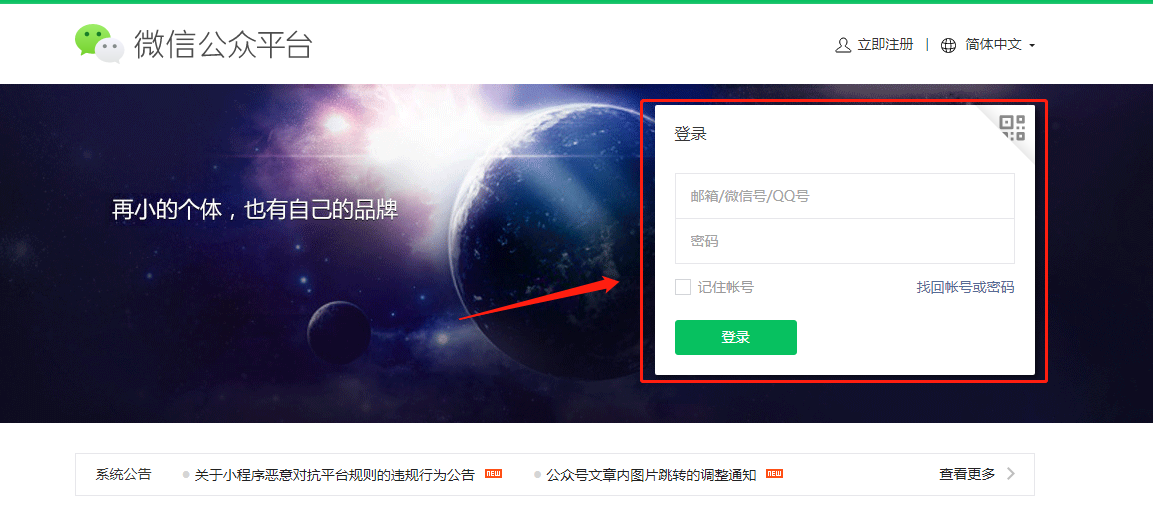 微信公众平台
立即注册 | 简体中文
登录
邮箱/微信号/QQ号
再小的个体，也有自己的品牌
密码
记住帐号 找回帐号或密码
登录
系统公告 关于小程序恶意对抗平台规则的违规行为公告 NEW 公众号文章内图片跳转的调整通知 NEW 查看更多